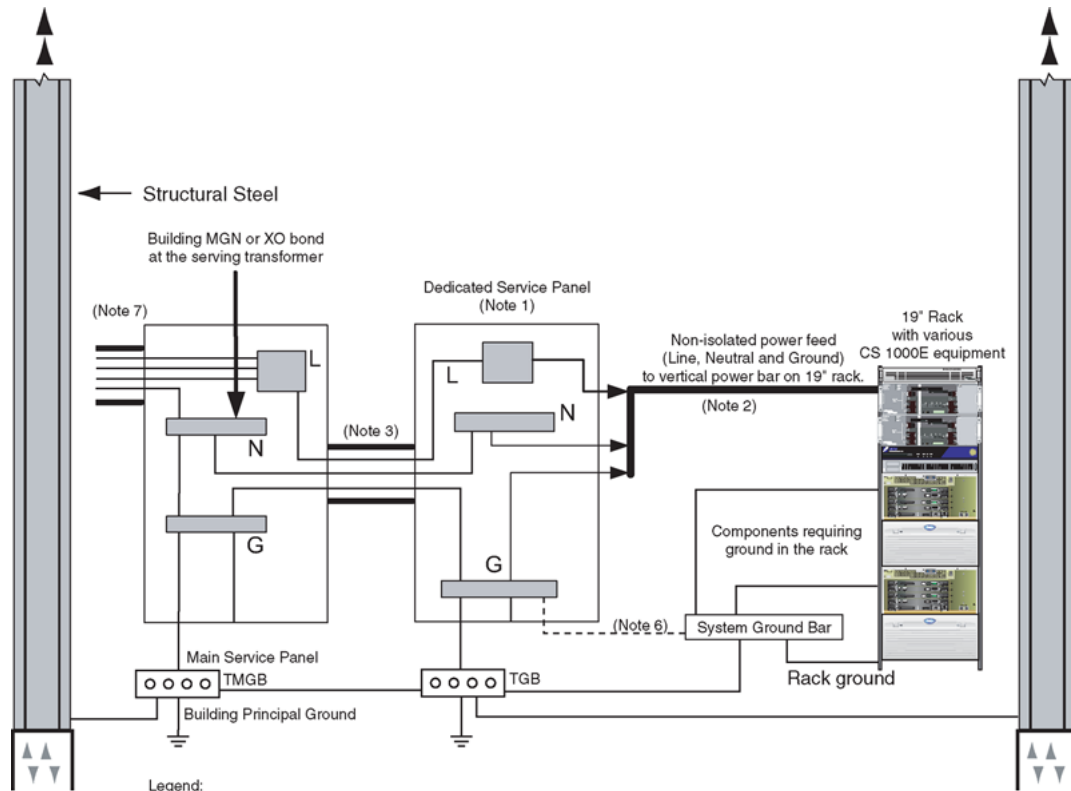 Structural Steel
Building MGN or XO bond
at the serving transformer
(Note 7)
Dedicated Service Panel
(Note 1)
19" Rack
with various
CS 1000E equipment
Non-isolated power feed
(Line, Neutral and Ground)
to vertical power bar on 19" rack.
(Note 2)
L
L
N
N
(Note 3)
G
G
Components requiring
ground in the rack
(Note 6)
System Ground Bar
Rack ground
Main Service Panel
TMGB
TGB
Building Principal Ground
Legend: